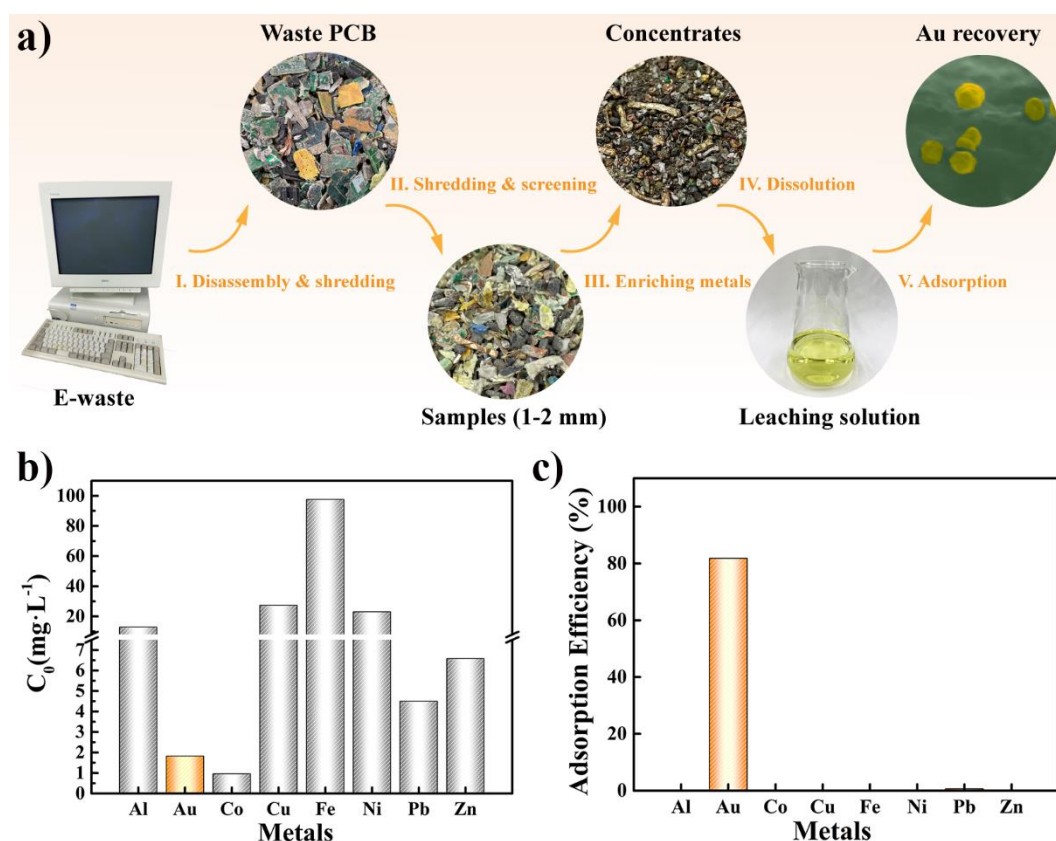 a)
Waste PCB
Concentrates
Au recovery
II. Shredding & screening
IV. Dissolution
I. Disassembly & shredding
III. Enriching metals
V. Adsorption
E-waste
Samples (1-2 mm)
Leaching solution
b)
C₀(mg·L⁻¹)
100
80
60
40
20
7
6
5
4
3
2
1
0
Al Au Co Cu Fe Ni Pb Zn
Metals
c)
Adsorption Efficiency (%)
100
80
60
40
20
0
Al Au Co Cu Fe Ni Pb Zn
Metals